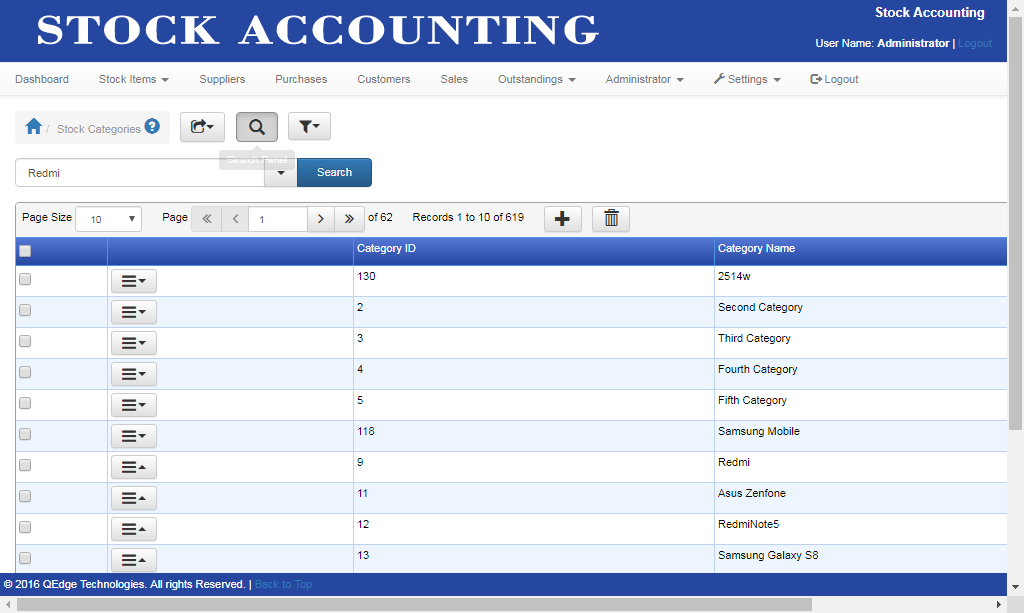 STOCK ACCOUNTING
Stock Accounting
User Name: Administrator | Logout
Dashboard Stock Items Suppliers Purchases Customers Sales Outstandings Administrator Settings Logout
/ Stock Categories ?
Search Panel
Redmi Search
Page Size 10 Page « < 1 > » of 62 Records 1 to 10 of 619
Category ID Category Name
130 2514w
2 Second Category
3 Third Category
4 Fourth Category
5 Fifth Category
118 Samsung Mobile
9 Redmi
11 Asus Zenfone
12 RedmiNote5
13 Samsung Galaxy S8
© 2016 QEdge Technologies. All rights Reserved. | Back to Top